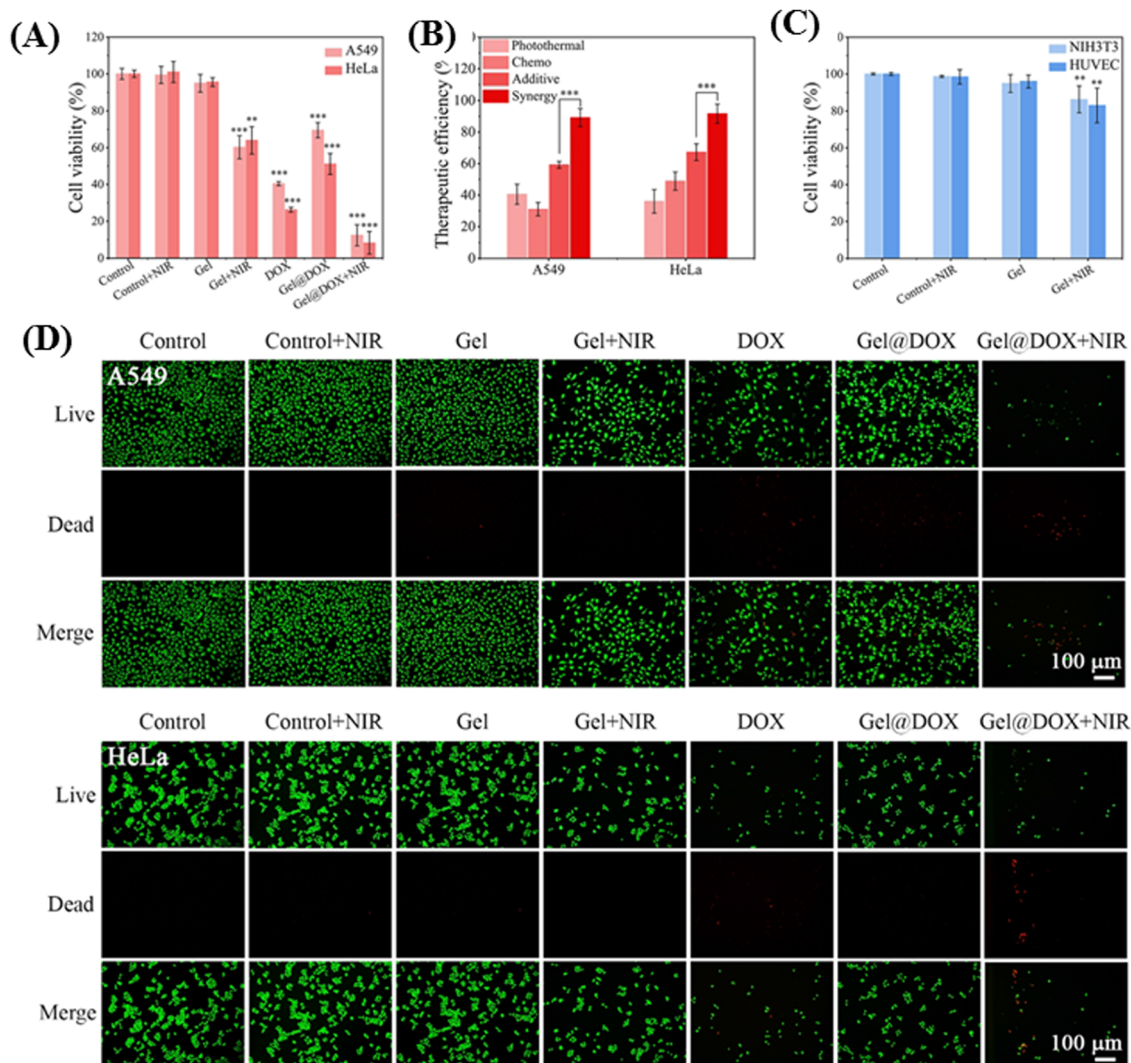 (A)
120
100
80
60
40
20
0
Cell viability (%)
A549
HeLa
***
**
***
***
***
***
***
***
Control
Control+NIR
Gel
Gel+NIR
DOX
Gel@DOX
Gel@DOX+NIR
(B)
120
100
80
60
40
20
0
Therapeutic efficiency (%
Photothermal
Chemo
Additive
Synergy
***
***
A549
HeLa
(C)
0
100
80
60
40
20
0
Cell viability (%)
NIH3T3
HUVEC
**
**
Control
Control+NIR
Gel
Gel+NIR
(D)
Control Control+NIR Gel Gel+NIR DOX Gel@DOX Gel@DOX+NIR
A549
Live
Dead
Merge
100 μm
Control Control+NIR Gel Gel+NIR DOX Gel@DOX Gel@DOX+NIR
HeLa
Live
Dead
Merge
100 μm